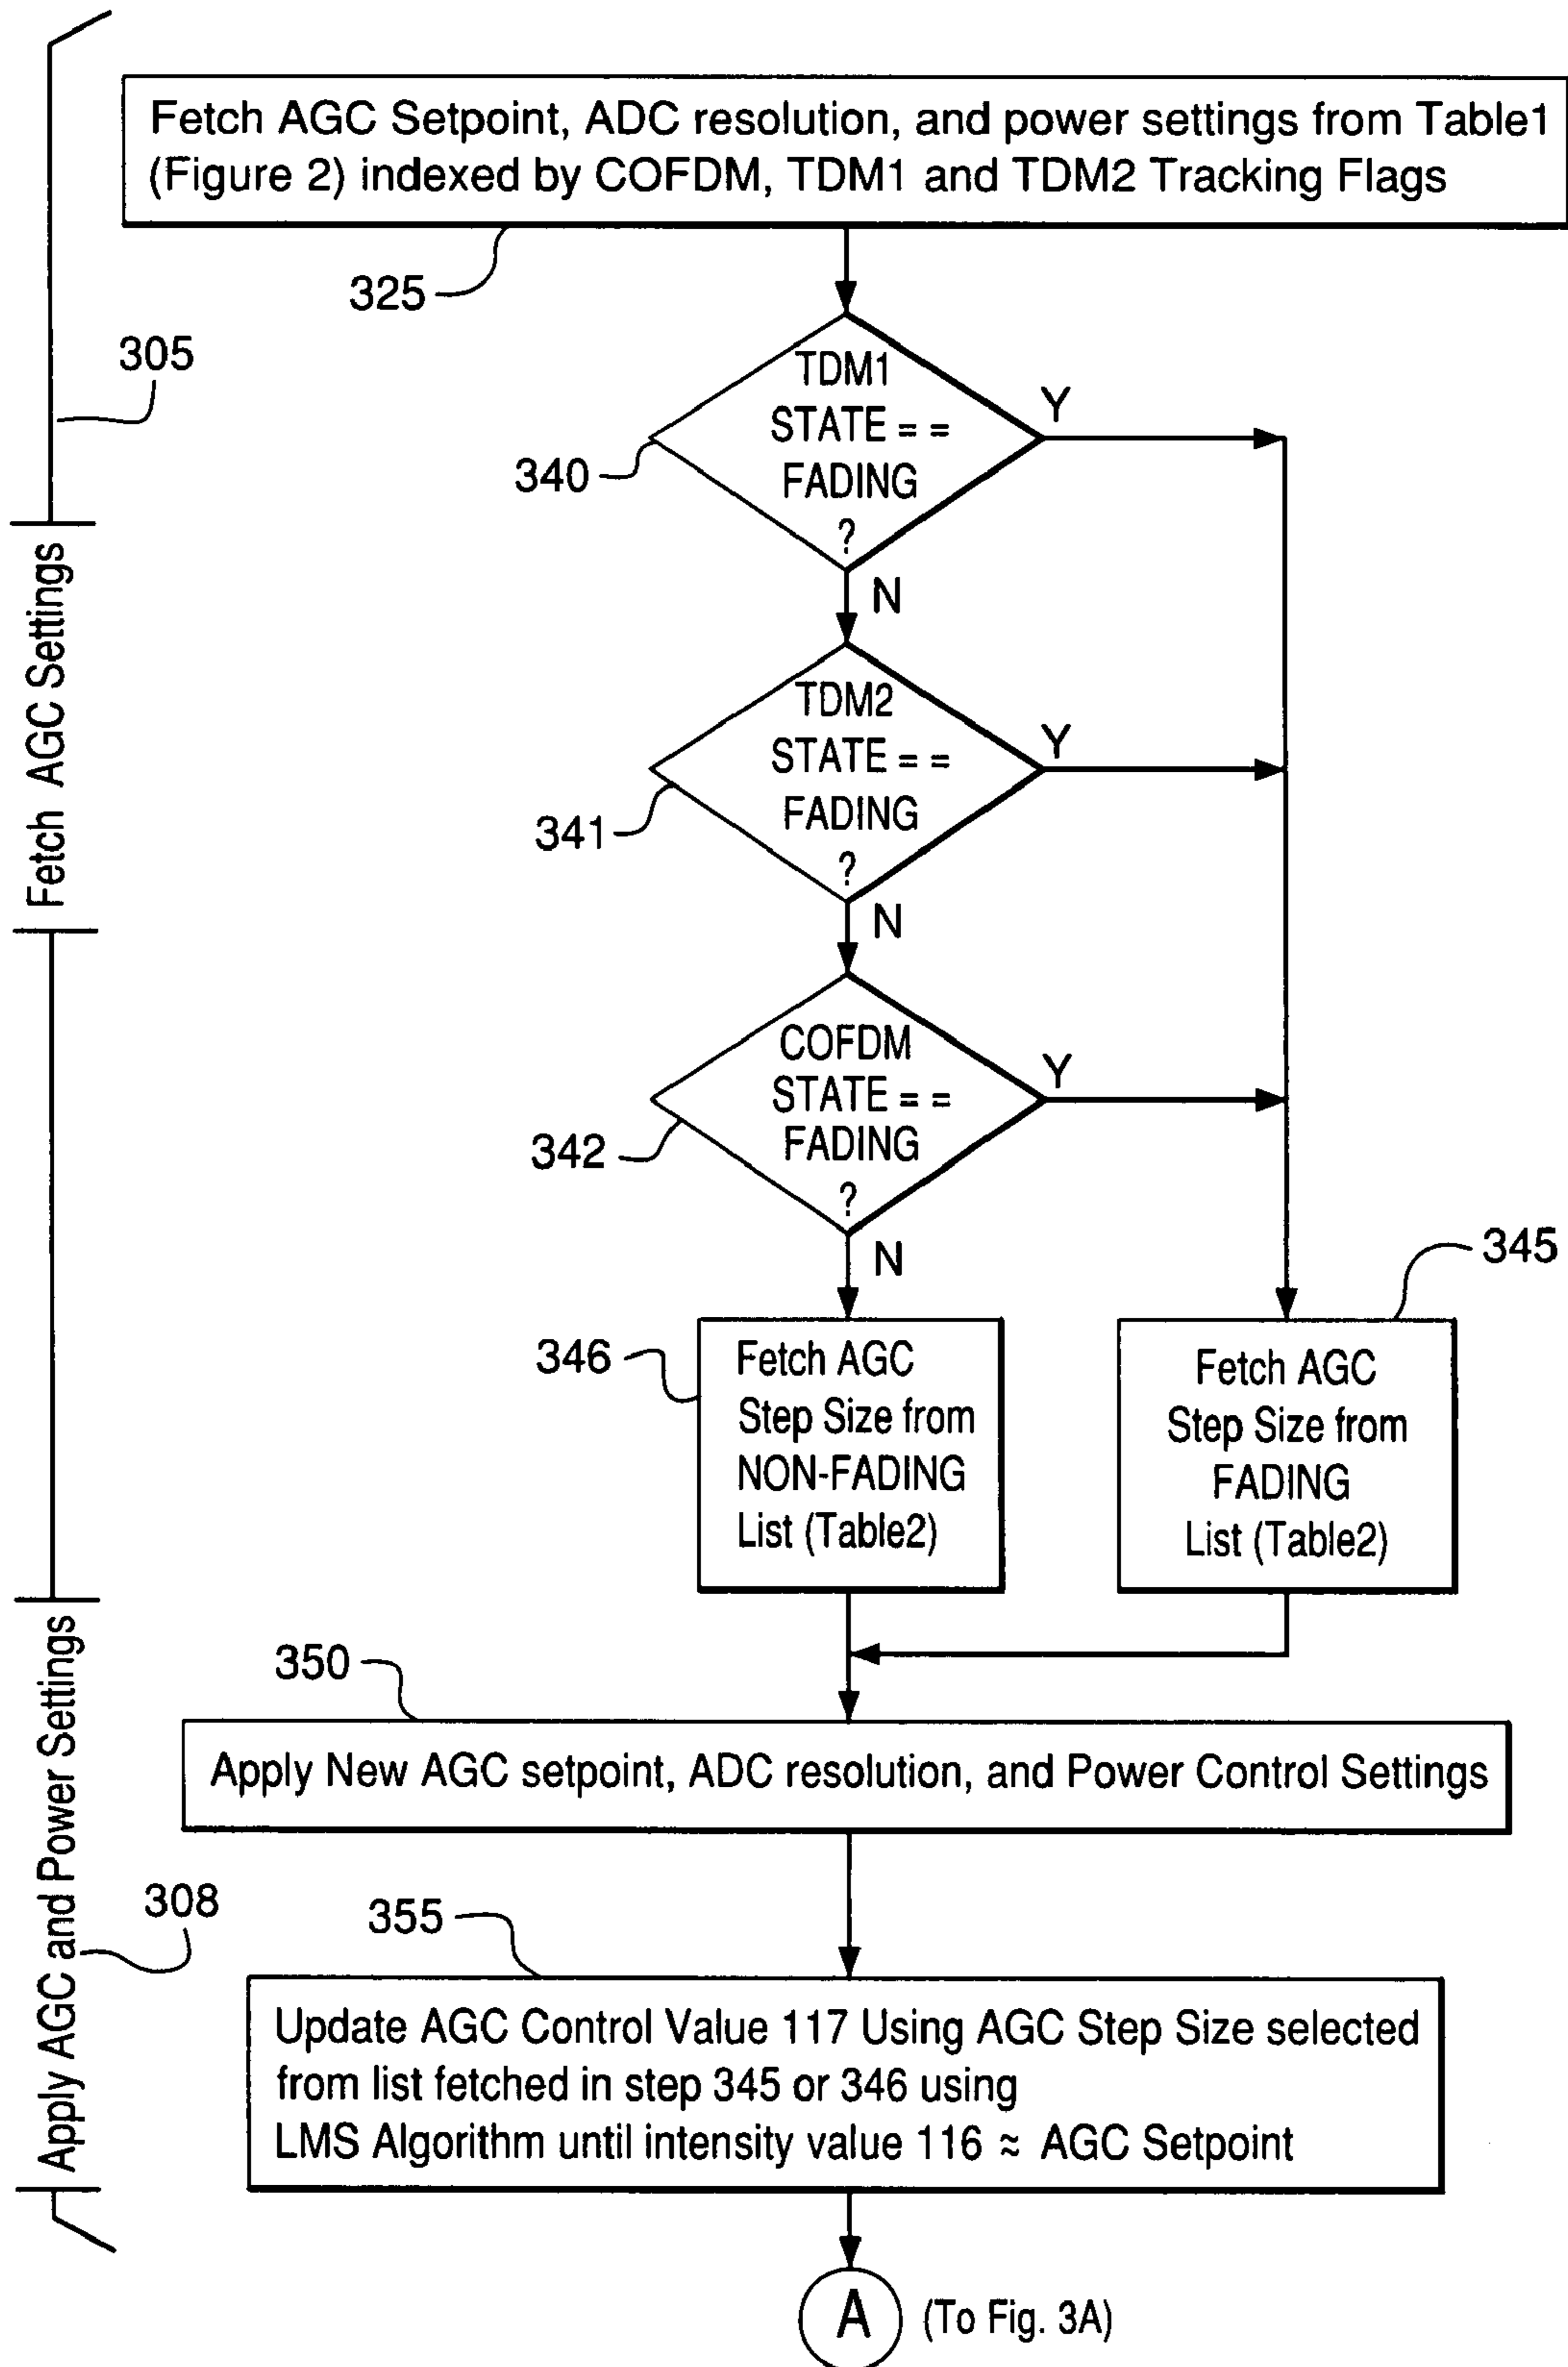 Fetch AGC Setpoint, ADC resolution, and power settings from Table1
(Figure 2) indexed by COFDM, TDM1 and TDM2 Tracking Flags
325
305
Fetch AGC Settings
TDM1
STATE = =
FADING
?
Y
340
N
TDM2
STATE = =
FADING
?
Y
341
N
COFDM
STATE = =
FADING
?
Y
342
N
345
346
Fetch AGC
Step Size from
NON-FADING
List (Table2)
Fetch AGC
Step Size from
FADING
List (Table2)
350
Apply New AGC setpoint, ADC resolution, and Power Control Settings
Apply AGC and Power Settings
308
355
Update AGC Control Value 117 Using AGC Step Size selected
from list fetched in step 345 or 346 using
LMS Algorithm until intensity value 116 ≈ AGC Setpoint
A
(To Fig. 3A)